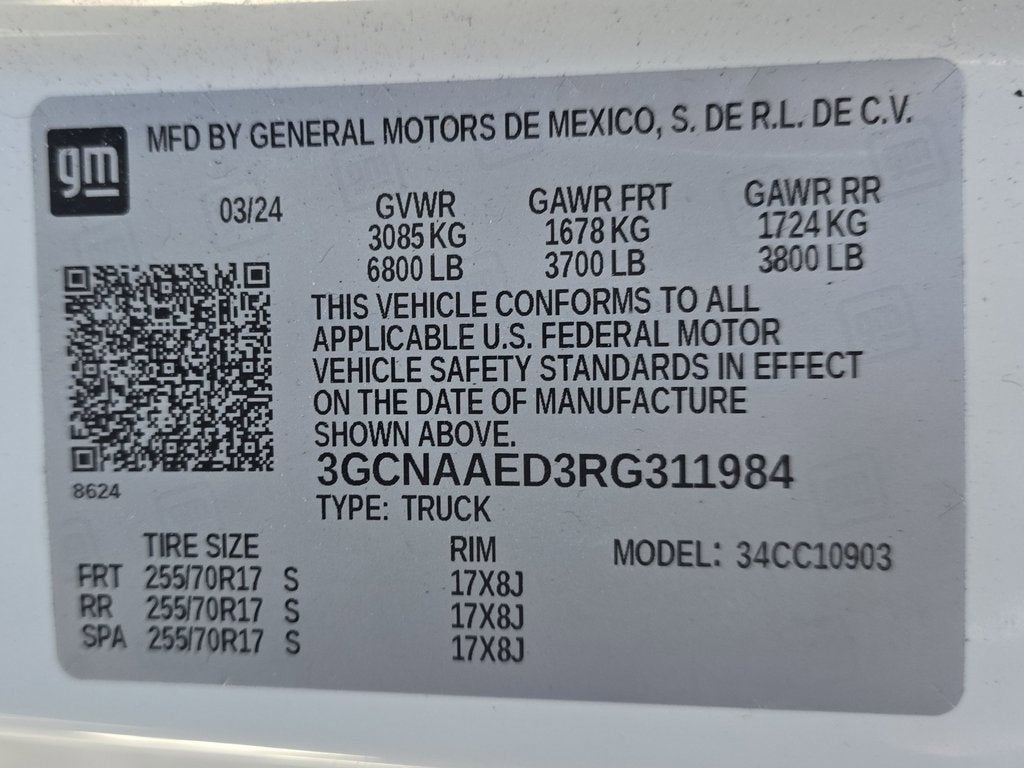 gm
MFD BY GENERAL MOTORS DE MEXICO, S. DE R.L. DE C.V.
03/24
GVWR GAWR FRT GAWR RR
3085 KG 1678 KG 1724 KG
6800 LB 3700 LB 3800 LB
THIS VEHICLE CONFORMS TO ALL
APPLICABLE U.S. FEDERAL MOTOR
VEHICLE SAFETY STANDARDS IN EFFECT
ON THE DATE OF MANUFACTURE
SHOWN ABOVE.
3GCNAAED3RG311984
8624
TYPE: TRUCK
TIRE SIZE RIM MODEL: 34CC10903
FRT 255/70R17 S 17X8J
RR 255/70R17 S 17X8J
SPA 255/70R17 S 17X8J